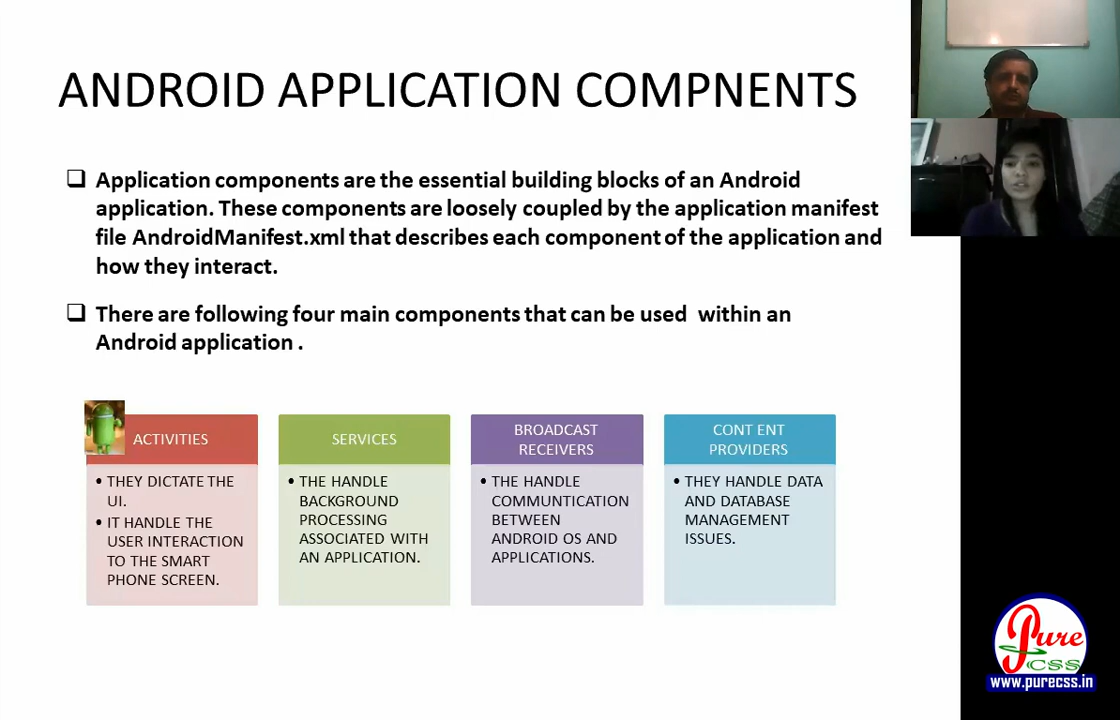 ANDROID APPLICATION COMPNENTS
Application components are the essential building blocks of an Android
application. These components are loosely coupled by the application manifest
file AndroidManifest.xml that describes each component of the application and
how they interact.
There are following four main components that can be used within an
Android application .
ACTIVITIES
• THEY DICTATE THE
UI.
• IT HANDLE THE
USER INTERACTION
TO THE SMART
PHONE SCREEN.
SERVICES
• THE HANDLE
BACKGROUND
PROCESSING
ASSOCIATED WITH
AN APPLICATION.
BROADCAST
RECEIVERS
• THE HANDLE
COMMUNTICATION
BETWEEN
ANDROID OS AND
APPLICATIONS.
CONT ENT
PROVIDERS
• THEY HANDLE DATA
AND DATABASE
MANAGEMENT
ISSUES.
Pure
CSS
www.purecss.in